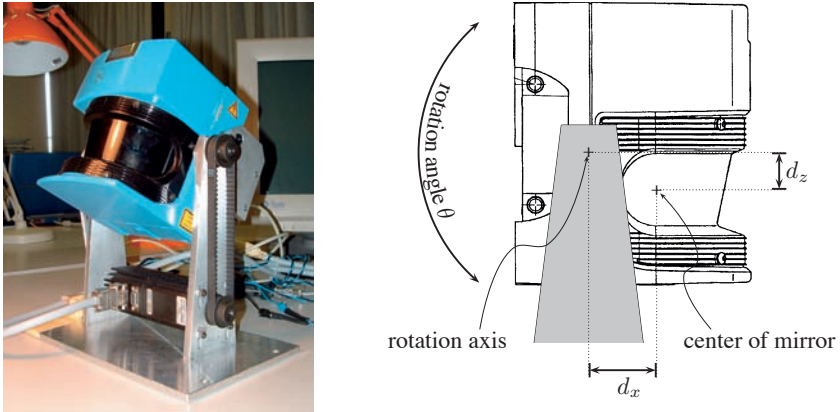 rotation angle θ
d_z
rotation axis
center of mirror
d_x